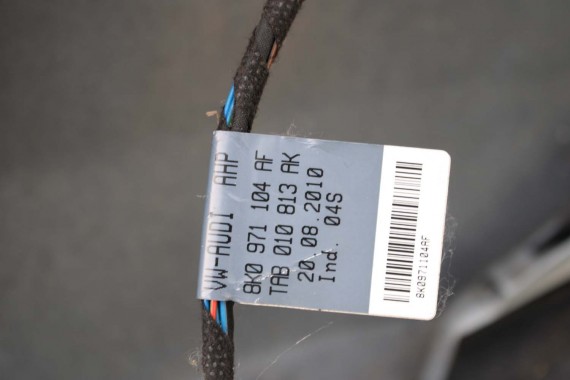 VW-AUDI AHP
8K0 971 104 AF
TAB 010 813 AK
20.08.2010
Ind. 04S
8K0971104AF